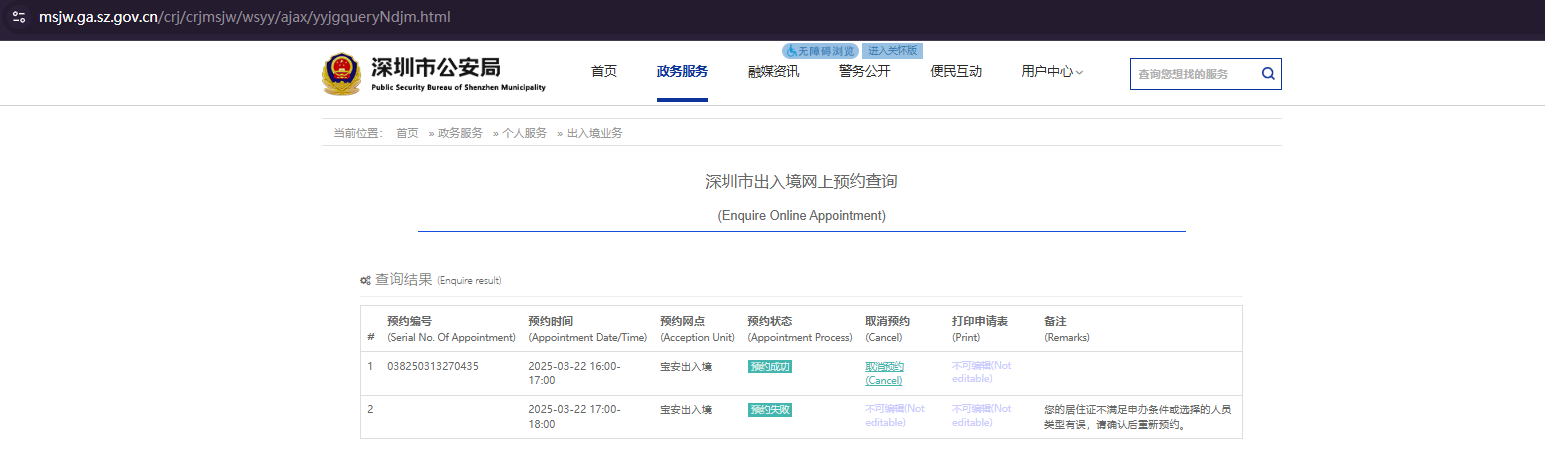 msjw.ga.sz.gov.cn/crj/crjmsjw/wsyy/ajax/yyjgqueryNdjm.html
无障碍浏览 进入关怀版
深圳市公安局
Public Security Bureau of Shenzhen Municipality
首页 政务服务 融媒资讯 警务公开 便民互动 用户中心
查询您想找的服务
当前位置： 首页 » 政务服务 » 个人服务 » 出入境业务
深圳市出入境网上预约查询
(Enquire Online Appointment)
查询结果 (Enquire result)
# 预约编号 预约时间 预约网点 预约状态 取消预约 打印申请表 备注
(Serial No. Of Appointment) (Appointment Date/Time) (Acception Unit) (Appointment Process) (Cancel) (Print) (Remarks)
1 038250313270435 2025-03-22 16:00- 宝安出入境 预约成功 取消预约 不可编辑(Not
17:00 (Cancel) editable)
2 2025-03-22 17:00- 宝安出入境 预约失败 不可编辑(Not 不可编辑(Not 您的居住证不满足申办条件或选择的人员
18:00 editable) editable) 类型有误，请确认后重新预约。